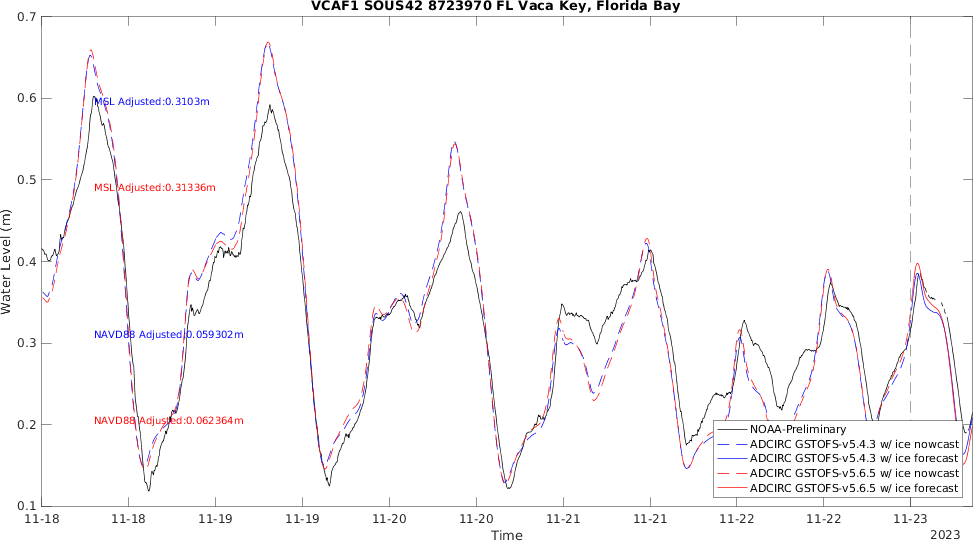 VCAF1 SOUS42 8723970 FL Vaca Key, Florida Bay
0.7
0.6
0.5
0.4
0.3
0.2
0.1
Water Level (m)
MSL Adjusted:0.3103m
MSL Adjusted:0.31336m
NAVD88 Adjusted:0.059302m
NAVD88 Adjusted:0.062364m
NOAA-Preliminary
ADCIRC GSTOFS-v5.4.3 w/ ice nowcast
ADCIRC GSTOFS-v5.4.3 w/ ice forecast
ADCIRC GSTOFS-v5.6.5 w/ ice nowcast
ADCIRC GSTOFS-v5.6.5 w/ ice forecast
11-18 11-18 11-19 11-19 11-20 11-20 11-21 11-21 11-22 11-22 11-23
Time
2023